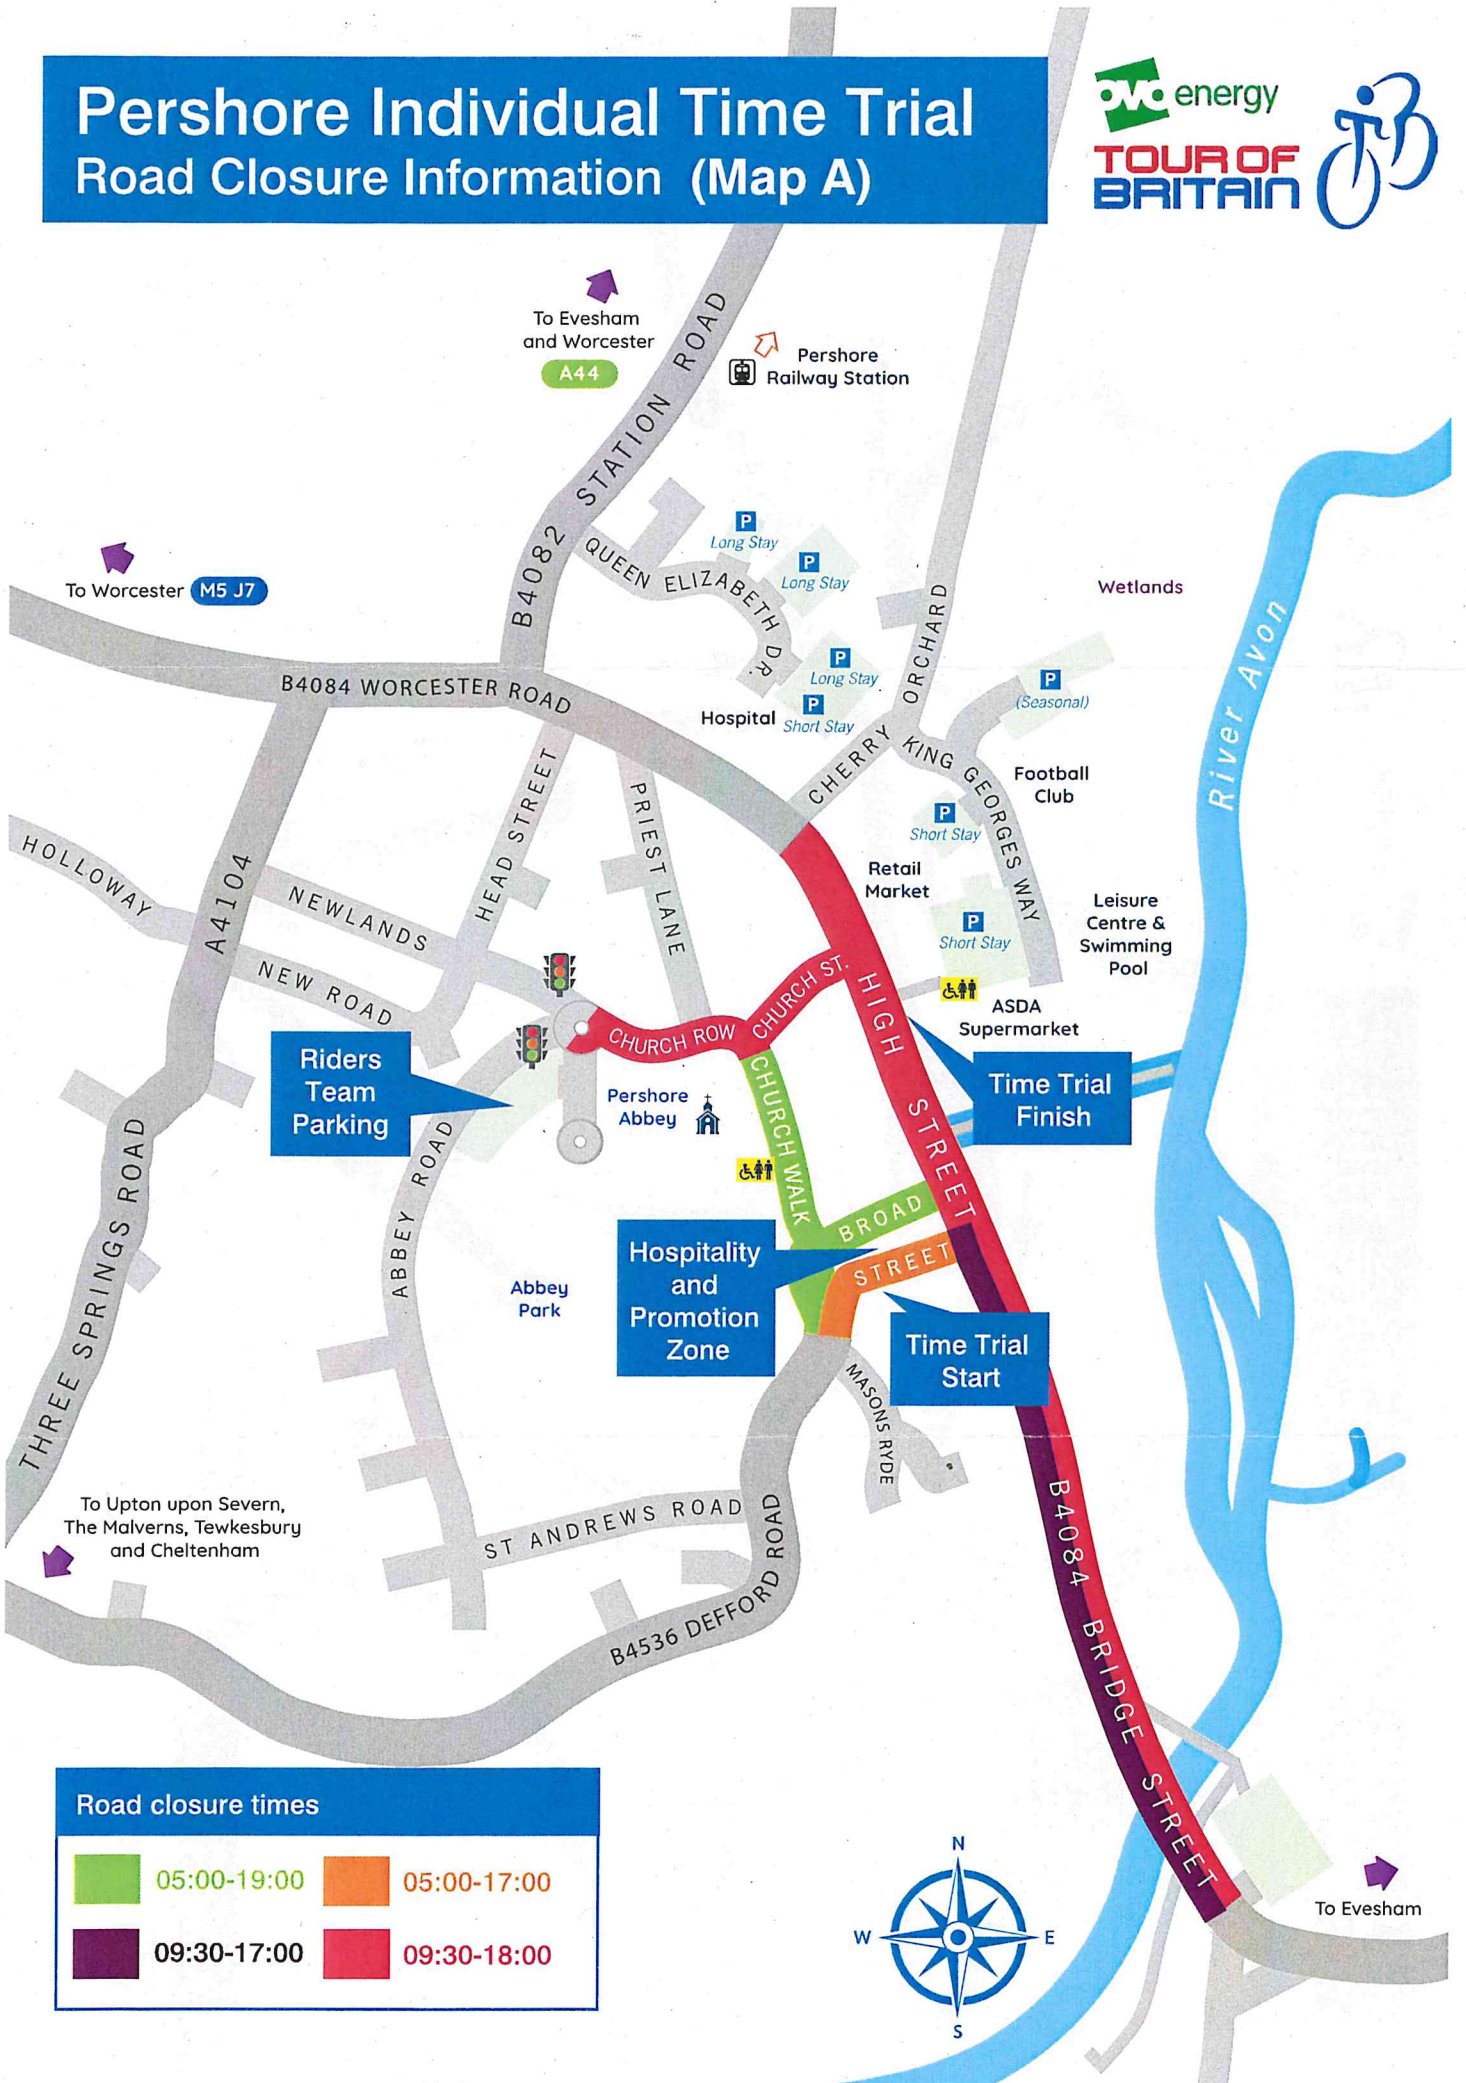 Pershore Individual Time Trial
Road Closure Information (Map A)
ovo energy
TOUR OF
BRITAIN
To Evesham
and Worcester
A44
B4082 STATION ROAD
Pershore
Railway Station
To Worcester M5 J7
QUEEN ELIZABETH DR.
P
Long Stay
P
Long Stay
P
Long Stay
Hospital
P
Short Stay
Wetlands
P
(Seasonal)
River Avon
B4084 WORCESTER ROAD
CHERRY ORCHARD
KING GEORGES WAY
Football
Club
P
Short Stay
Retail
Market
P
Short Stay
Leisure
Centre &
Swimming
Pool
ASDA
Supermarket
HOLLOWAY
A4104
NEWLANDS
NEW ROAD
HEAD STREET
PRIEST LANE
CHURCH ROW
CHURCH ST.
HIGH STREET
Riders
Team
Parking
Pershore
Abbey
CHURCH WALK
Time Trial
Finish
THREE SPRINGS ROAD
ABBEY ROAD
Abbey
Park
BROAD
STREET
Hospitality
and
Promotion
Zone
Time Trial
Start
MASONS RYDE
ST ANDREWS ROAD
B4536 DEFFORD ROAD
B4084 BRIDGE STREET
To Upton upon Severn,
The Malverns, Tewkesbury
and Cheltenham
Road closure times
05:00-19:00
05:00-17:00
09:30-17:00
09:30-18:00
N
W
E
S
To Evesham